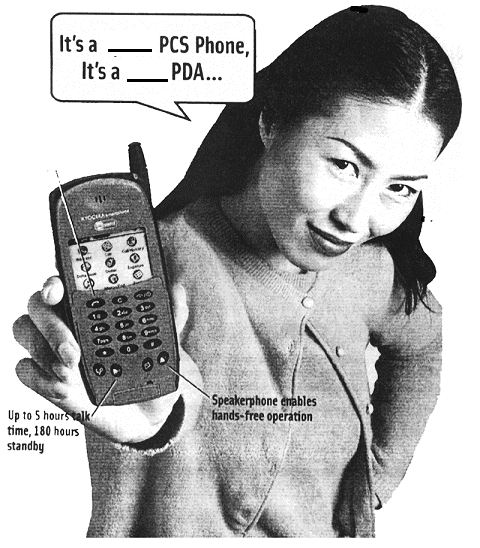 It's a ____ PCS Phone,
It's a ____ PDA...
KYOCERA
Up to 5 hours talk
time, 180 hours
standby
Speakerphone enables
hands-free operation